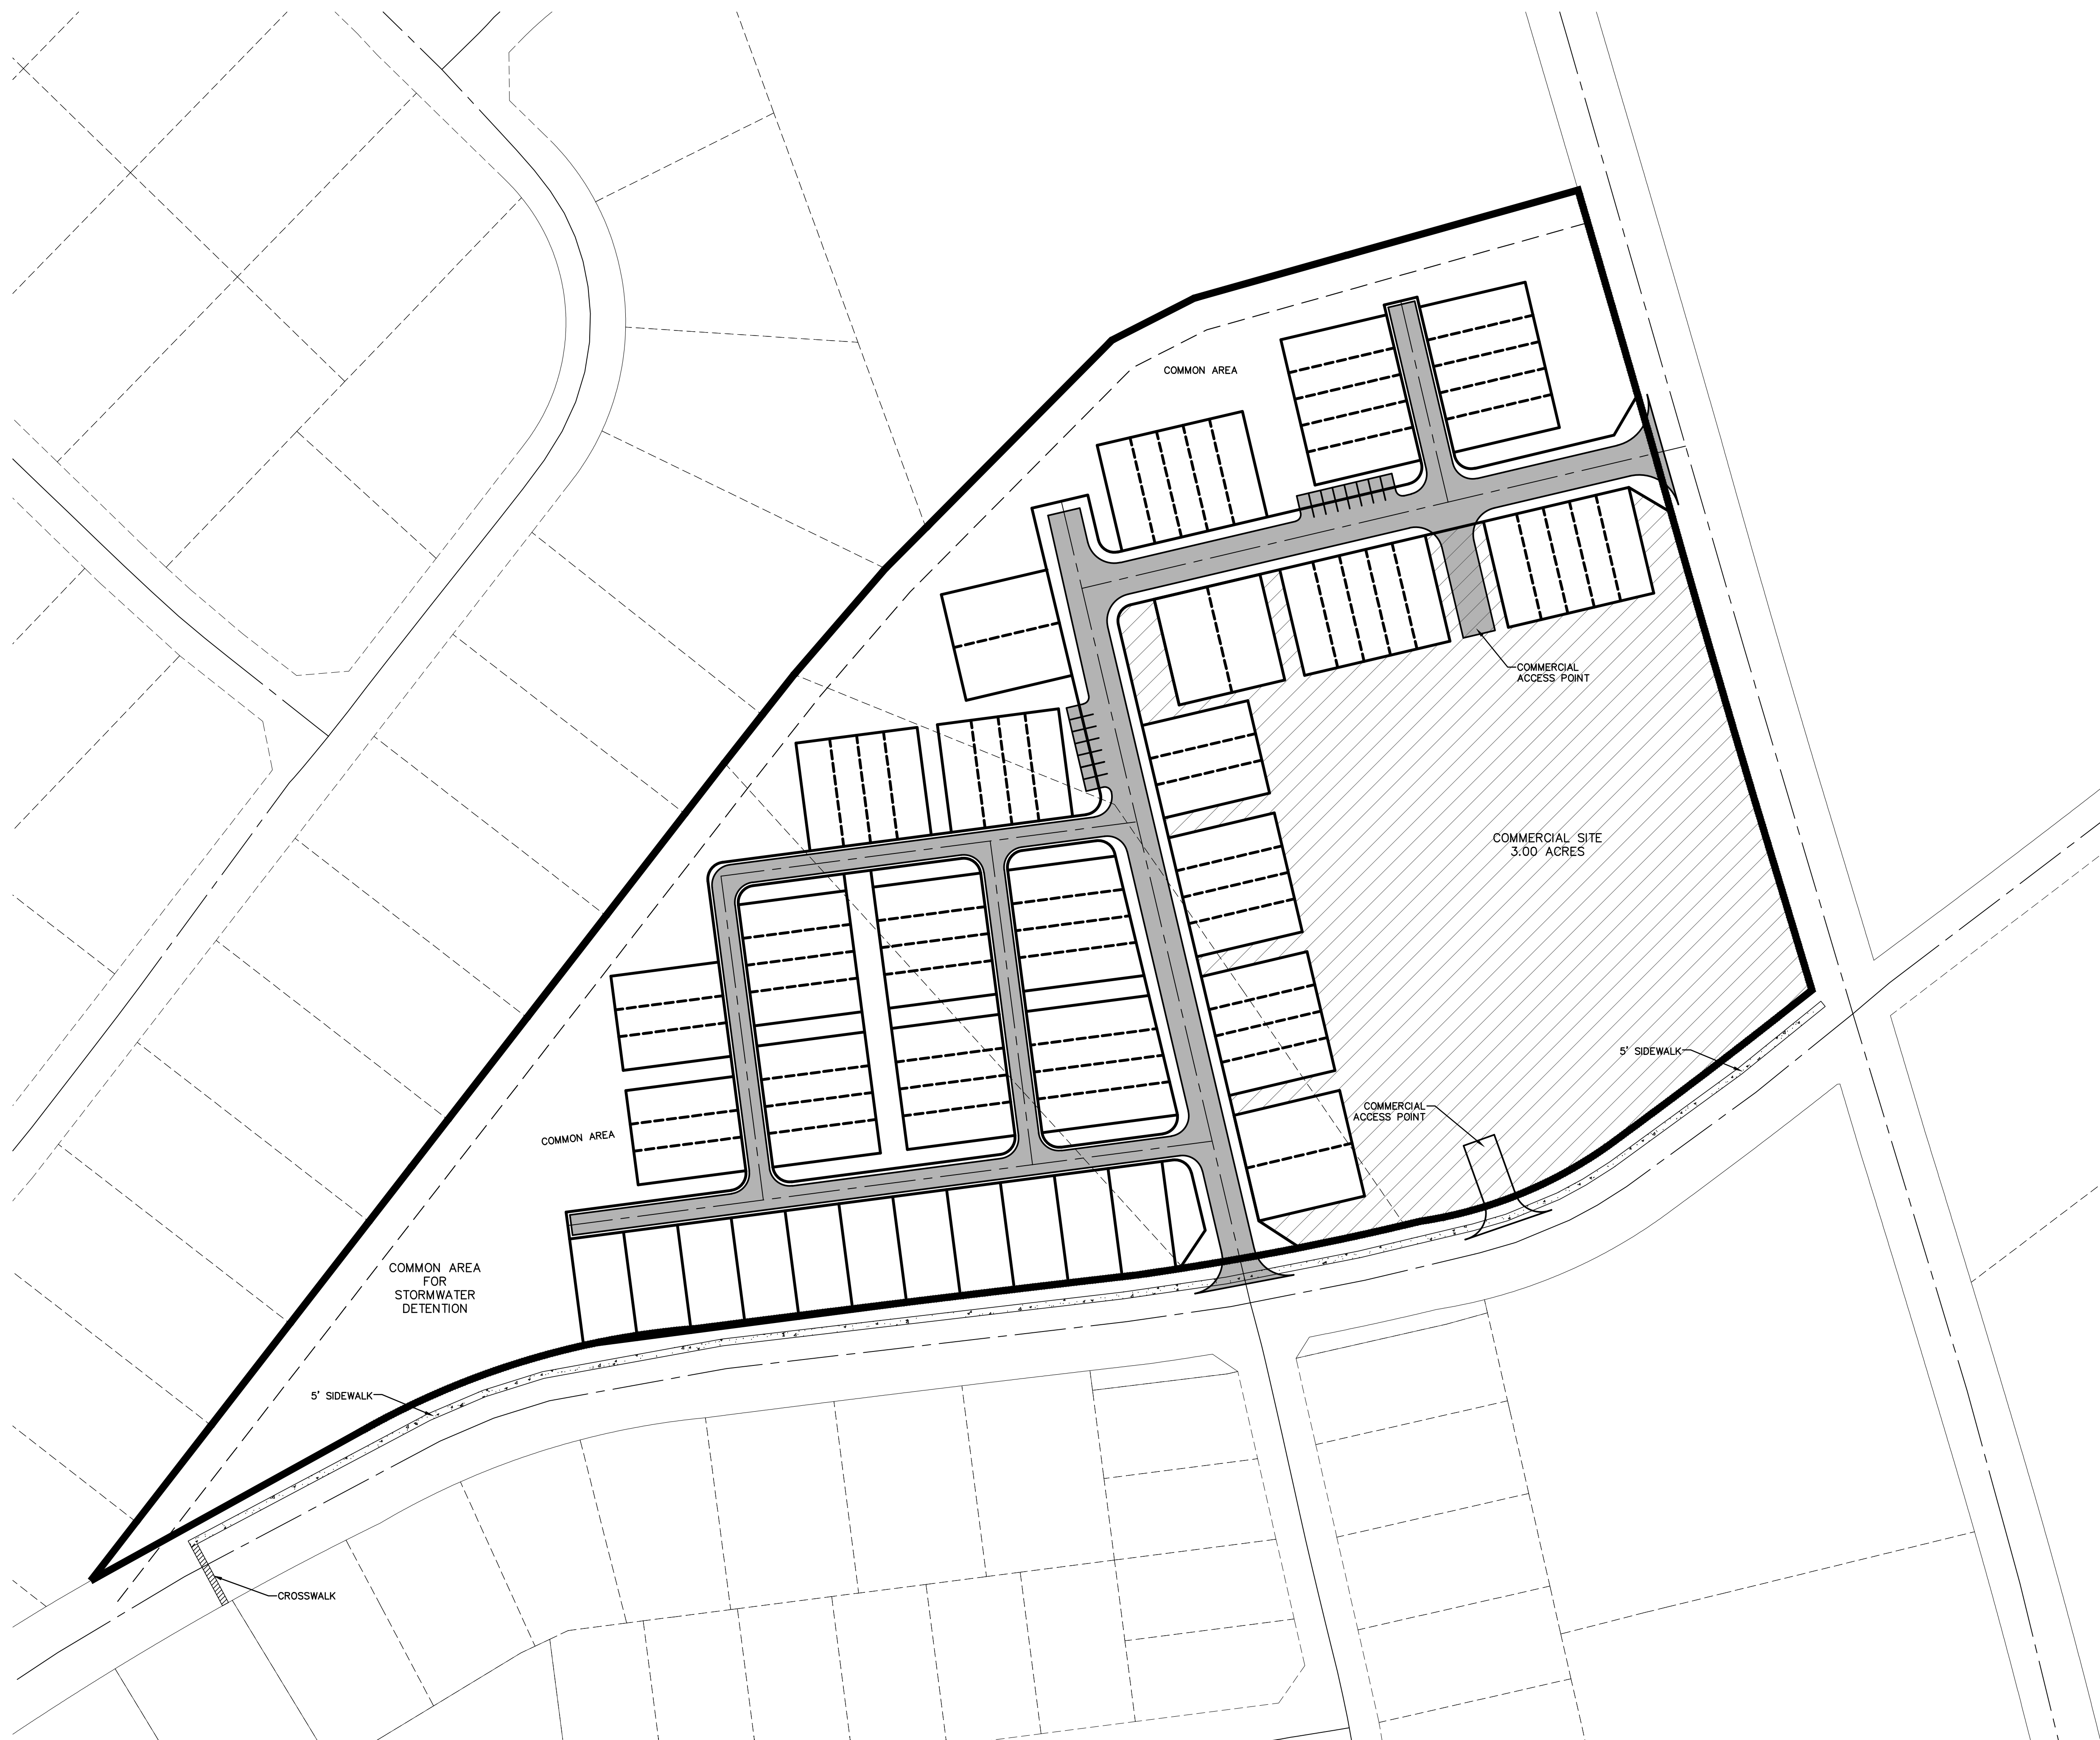 COMMON AREA
COMMERCIAL
ACCESS POINT
COMMERCIAL SITE
3.00 ACRES
5' SIDEWALK
COMMERCIAL
ACCESS POINT
COMMON AREA
COMMON AREA
FOR
STORMWATER
DETENTION
5' SIDEWALK
CROSSWALK